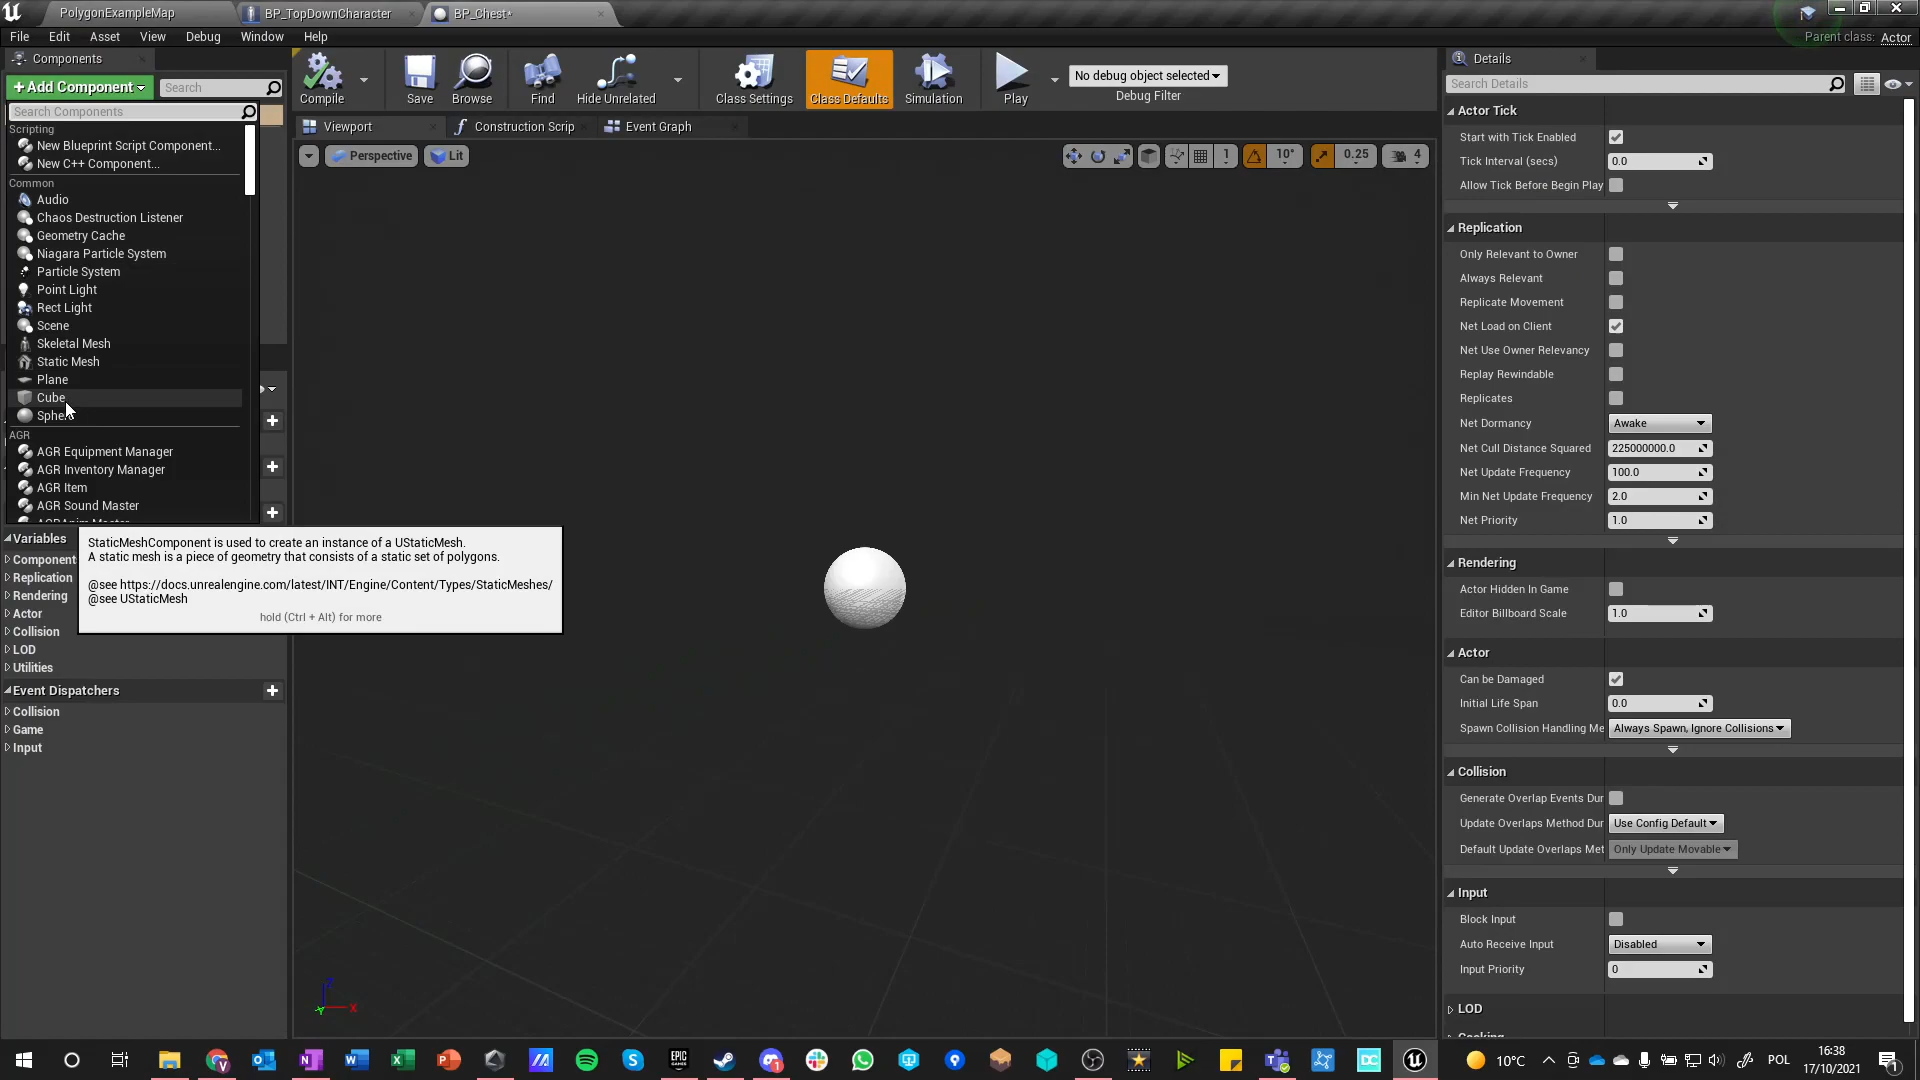 PolygonExampleMap
BP_TopDownCharacter
BP_Chest*
File Edit Asset View Debug Window Help
Parent class: Actor
Components
+Add Component
Search
Search Components
Scripting
New Blueprint Script Component...
New C++ Component...
Common
Audio
Chaos Destruction Listener
Geometry Cache
Niagara Particle System
Particle System
Point Light
Rect Light
Scene
Skeletal Mesh
Static Mesh
Plane
Cube
AGR
AGR Equipment Manager
AGR Inventory Manager
AGR Item
AGR Sound Master
Variables
Replication
Rendering
Actor
Collision
LOD
Utilities
Event Dispatchers
Collision
Game
Input
StaticMeshComponent is used to create an instance of a UStaticMesh.
A static mesh is a piece of geometry that consists of a static set of polygons.
@see https://docs.unrealengine.com/latest/INT/Engine/Content/Types/StaticMeshes/
@see UStaticMesh
hold (Ctrl + Alt) for more
Compile
Save
Browse
Find
Hide Unrelated
Class Settings
Class Defaults
Simulation
Play
No debug object selected
Debug Filter
Viewport
Construction Scrip
Event Graph
Perspective
Lit
1
10°
0.25
4
Z
X
Y
Details
Search Details
Actor Tick
Start with Tick Enabled
Tick Interval (secs) 0.0
Allow Tick Before Begin Play
Replication
Only Relevant to Owner
Always Relevant
Replicate Movement
Net Load on Client
Net Use Owner Relevancy
Replay Rewindable
Replicates
Net Dormancy Awake
Net Cull Distance Squared 225000000.0
Net Update Frequency 100.0
Min Net Update Frequency 2.0
Net Priority 1.0
Rendering
Actor Hidden In Game
Editor Billboard Scale 1.0
Actor
Can be Damaged
Initial Life Span 0.0
Spawn Collision Handling Me Always Spawn, Ignore Collisions
Collision
Generate Overlap Events Dur
Update Overlaps Method Dur Use Config Default
Default Update Overlaps Met Only Update Movable
Input
Block Input
Auto Receive Input Disabled
Input Priority 0
LOD
EPIC GAMES
DC
10°C
POL
16:38
17/10/2021
1